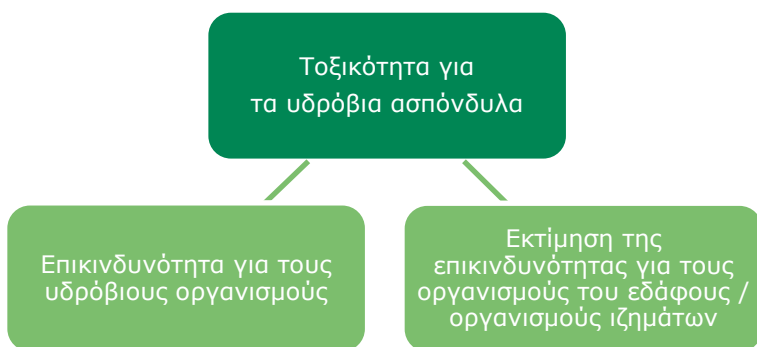 Τοξικότητα για
τα υδρόβια ασπόνδυλα
Επικινδυνότητα για τους
υδρόβιους οργανισμούς
Εκτίμηση της
επικινδυνότητας για τους
οργανισμούς του εδάφους /
οργανισμούς ιζημάτων